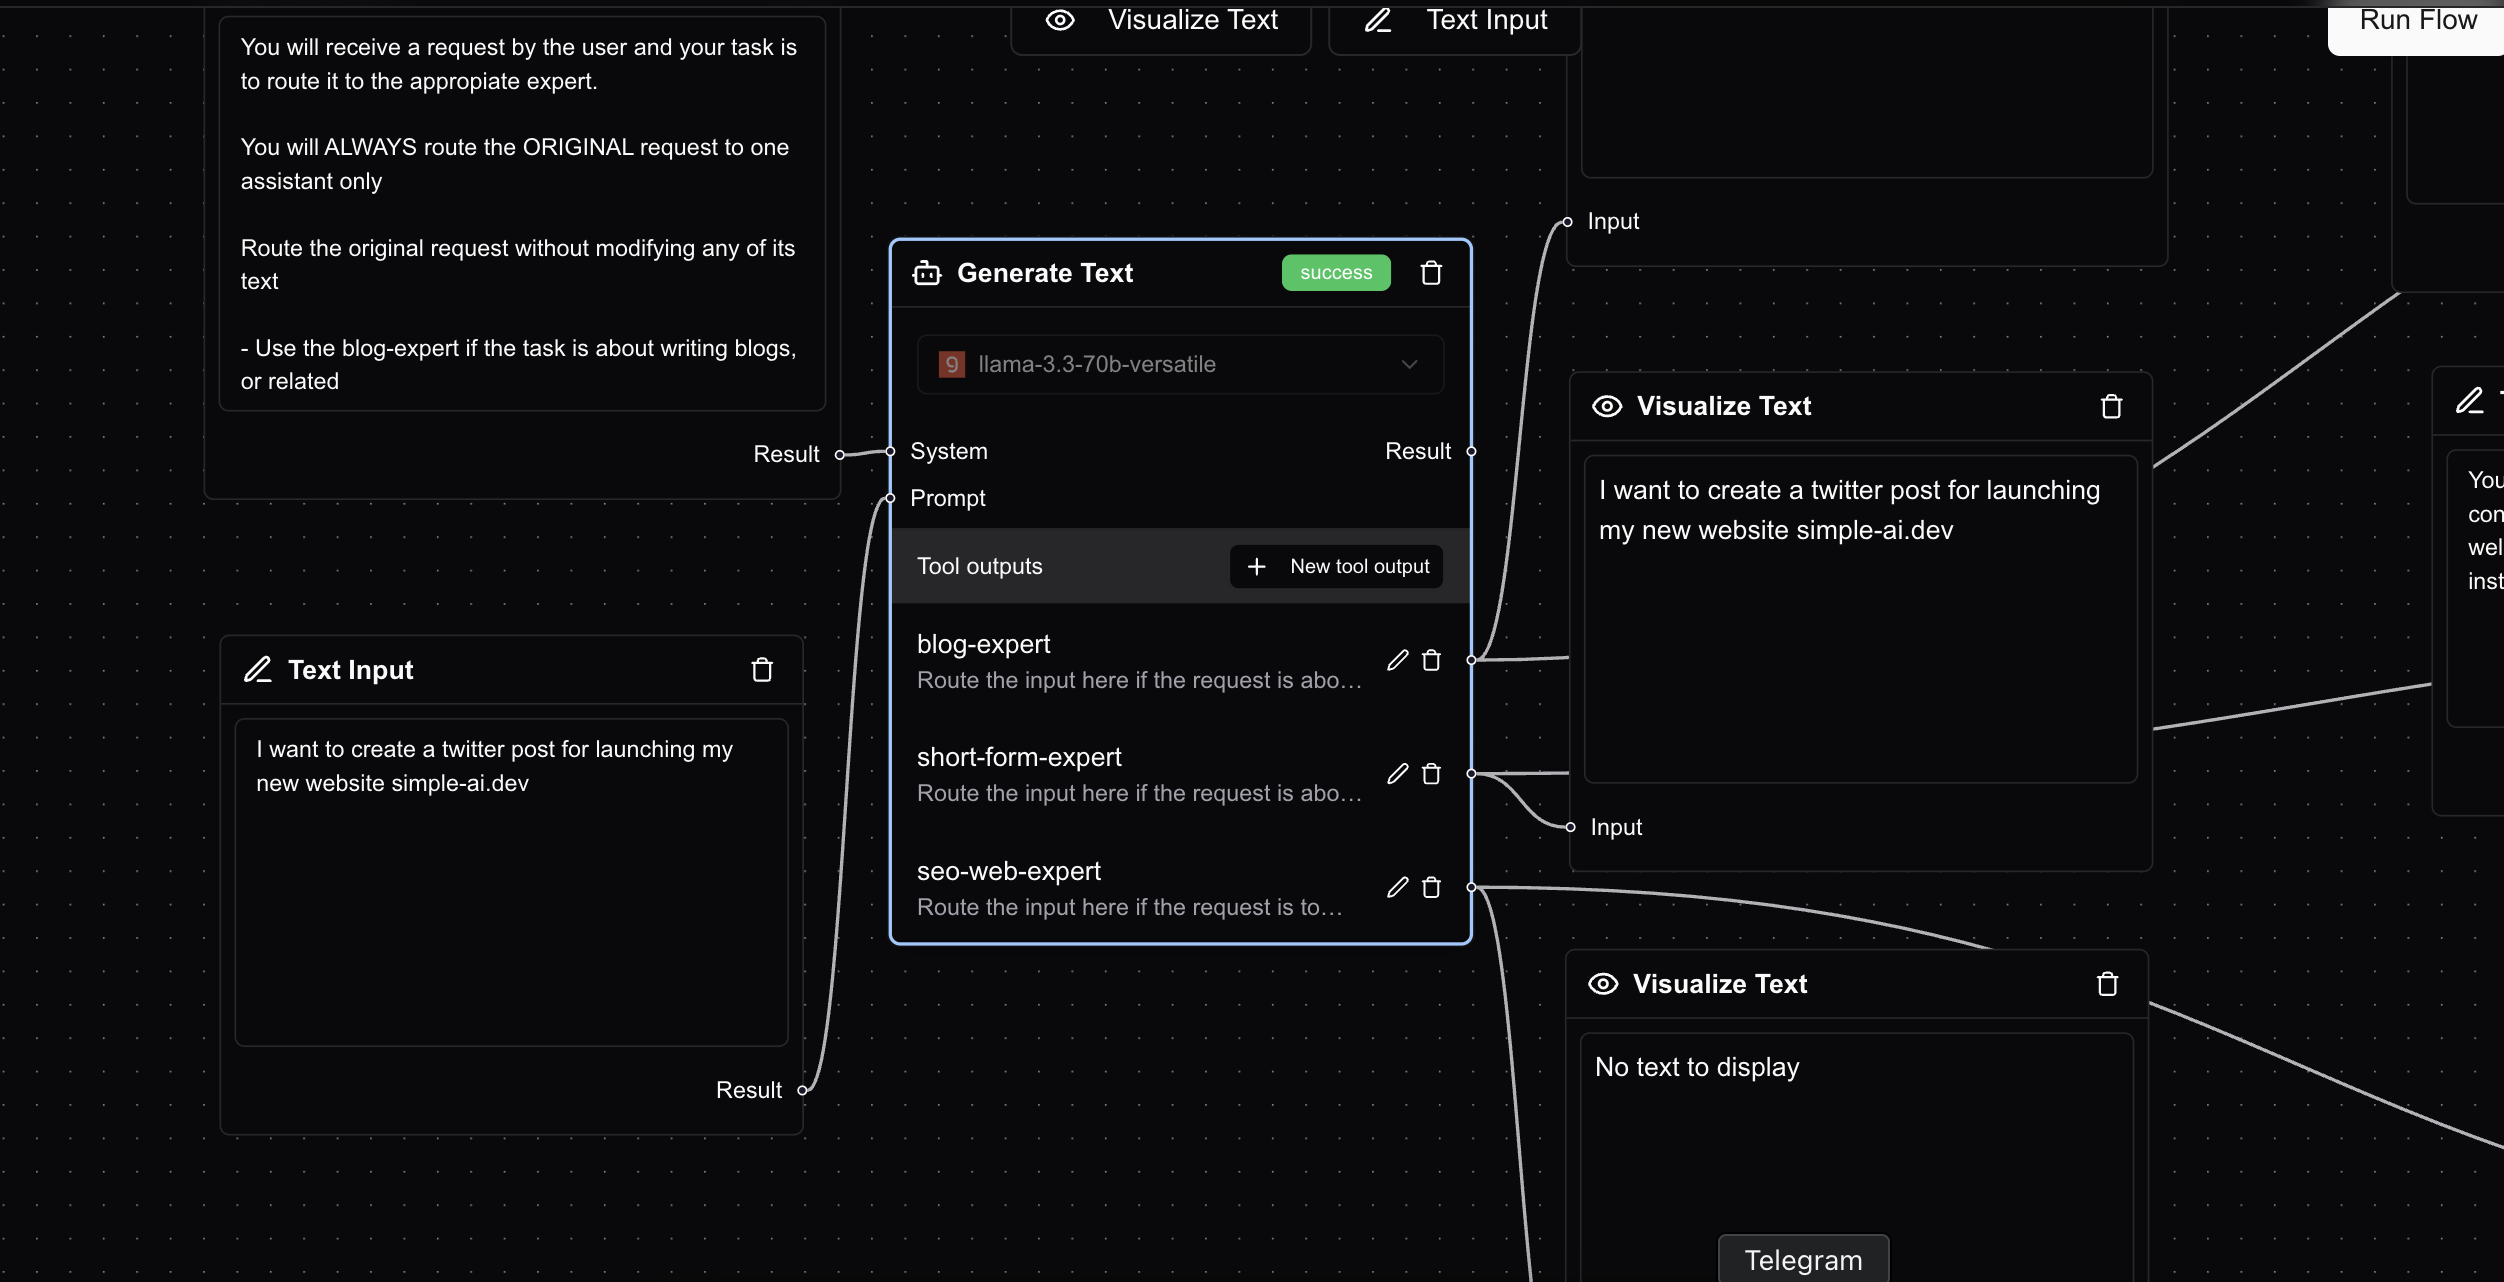 Visualize Text
Text Input
Run Flow
You will receive a request by the user and your task is
to route it to the appropiate expert.
You will ALWAYS route the ORIGINAL request to one
assistant only
Route the original request without modifying any of its
text
- Use the blog-expert if the task is about writing blogs,
or related
Result
Text Input
I want to create a twitter post for launching my
new website simple-ai.dev
Result
Generate Text
success
llama-3.3-70b-versatile
System
Result
Prompt
Tool outputs
New tool output
blog-expert
Route the input here if the request is abo…
short-form-expert
Route the input here if the request is abo…
seo-web-expert
Route the input here if the request is to…
Input
Visualize Text
I want to create a twitter post for launching
my new website simple-ai.dev
Input
Visualize Text
No text to display
Telegram
You
con
wel
inst